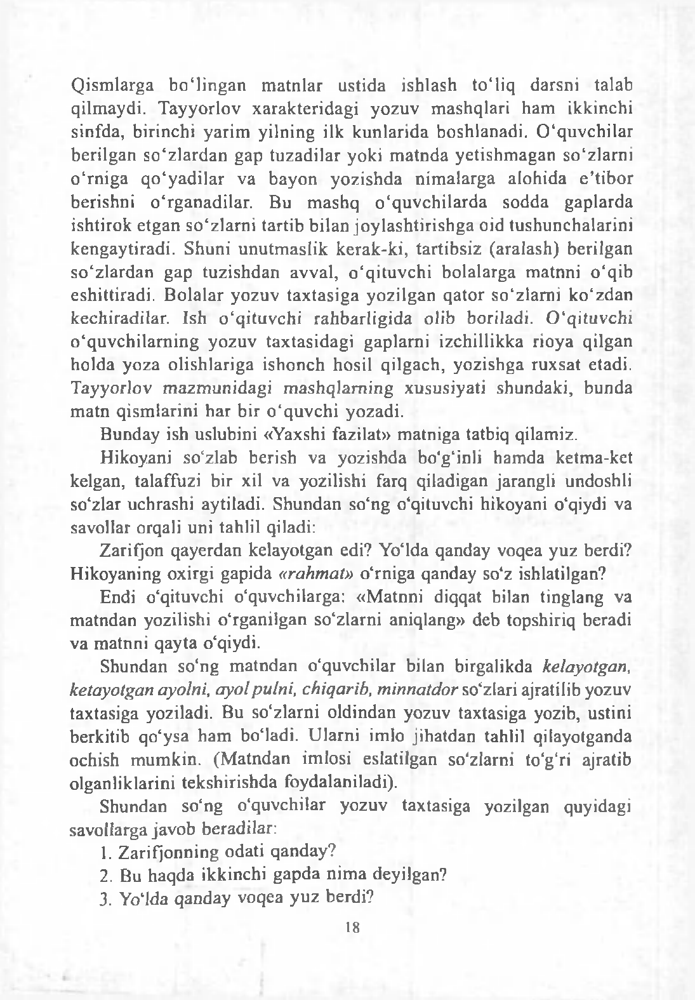 Qismlarga bo‘lingan matnlar ustida ishlash to‘liq darsni talab
qilmaydi. Tayyorlov xarakteridagi yozuv mashqlari ham ikkinchi
sinfda, birinchi yarim yilning ilk kunlarida boshlanadi. O‘quvchilar
berilgan so‘zlardan gap tuzadilar yoki matnda yetishmagan so‘zlarni
o‘rniga qo‘yadilar va bayon yozishda nimalarga alohida e’tibor
berishni o‘rganadilar. Bu mashq o‘quvchilarda sodda gaplarda
ishtirok etgan so‘zlarni tartib bilan joylashtirishga oid tushunchalarini
kengaytiradi. Shuni unutmaslik kerak-ki, tartibsiz (aralash) berilgan
so‘zlardan gap tuzishdan avval, o‘qituvchi bolalarga matnni o‘qib
eshittiradi. Bolalar yozuv taxtasiga yozilgan qator so‘zlarni ko‘zdan
kechiradilar. Ish o‘qituvchi rahbarligida olib boriladi. O‘qituvchi
o‘quvchilarning yozuv taxtasidagi gaplarni izchillikka rioya qilgan
holda yoza olishlariga ishonch hosil qilgach, yozishga ruxsat etadi.
Tayyorlov mazmunidagi mashqlarning xususiyati shundaki, bunda
matn qismlarini har bir o‘quvchi yozadi.
Bunday ish uslubini «Yaxshi fazilat» matniga tatbiq qilamiz.
Hikoyani so‘zlab berish va yozishda bo‘g‘inli hamda ketma-ket
kelgan, talaffuzi bir xil va yozilishi farq qiladigan jarangli undoshli
so‘zlar uchrashi aytiladi. Shundan so‘ng o‘qituvchi hikoyani o‘qiydi va
savollar orqali uni tahlil qiladi:
Zarifjon qayerdan kelayotgan edi? Yo‘lda qanday voqea yuz berdi?
Hikoyaning oxirgi gapida «rahmat» o‘rniga qanday so‘z ishlatilgan?
Endi o‘qituvchi o‘quvchilarga: «Matnni diqqat bilan tinglang va
matndan yozilishi o‘rganilgan so‘zlarni aniqlang» deb topshiriq beradi
va matnni qayta o‘qiydi.
Shundan so‘ng matndan o‘quvchilar bilan birgalikda kelayotgan,
ketayotgan ayolni, ayol pulni, chiqarib, minnatdor so‘zlari ajratilib yozuv
taxtasiga yoziladi. Bu so‘zlarni oldindan yozuv taxtasiga yozib, ustini
berkitib qo‘ysa ham bo‘ladi. Ularni imlo jihatdan tahlil qilayotganda
ochish mumkin. (Matndan imlosi eslatilgan so‘zlarni to‘g‘ri ajratib
olganliklarini tekshirishda foydalaniladi).
Shundan so‘ng o‘quvchilar yozuv taxtasiga yozilgan quyidagi
savollarga javob beradilar:
1. Zarifjonning odati qanday?
2. Bu haqda ikkinchi gapda nima deyilgan?
3. Yo‘lda qanday voqea yuz berdi?
18